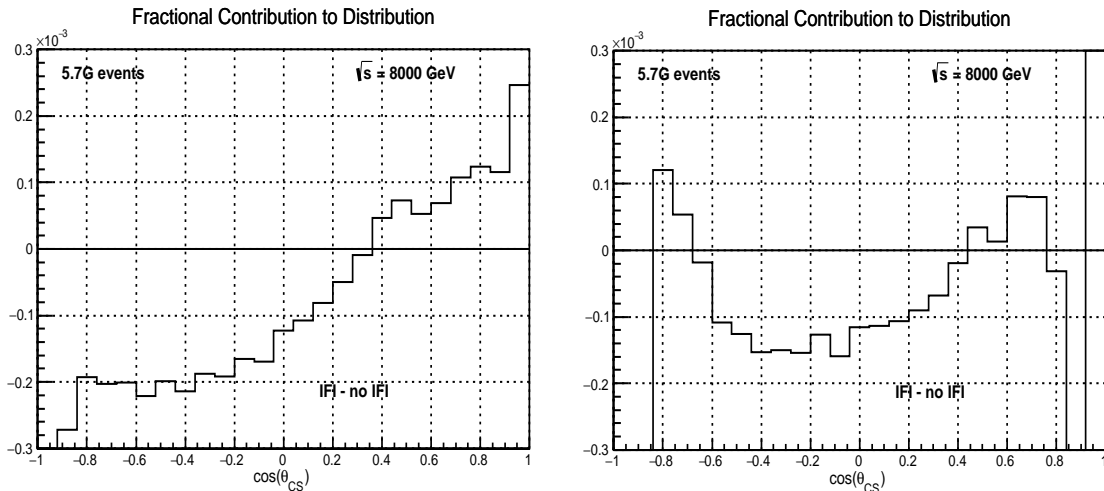 Fractional Contribution to Distribution
×10⁻³
5.7G events
√s = 8000 GeV
0.3
0.2
0.1
0
−0.1
−0.2
−0.3
IFI - no IFI
−1 −0.8 −0.6 −0.4 −0.2 0 0.2 0.4 0.6 0.8 1
cos(θCS)
Fractional Contribution to Distribution
×10⁻³
5.7G events
√s = 8000 GeV
0.3
0.2
0.1
0
−0.1
−0.2
−0.3
IFI - no IFI
−1 −0.8 −0.6 −0.4 −0.2 0 0.2 0.4 0.6 0.8 1
cos(θCS)